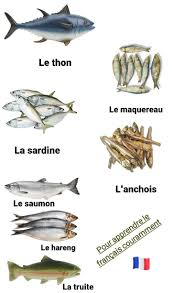 Le thon
Le maquereau
La sardine
L'anchois
Le saumon
Le hareng
Pour apprendre le
français couramment
La truite